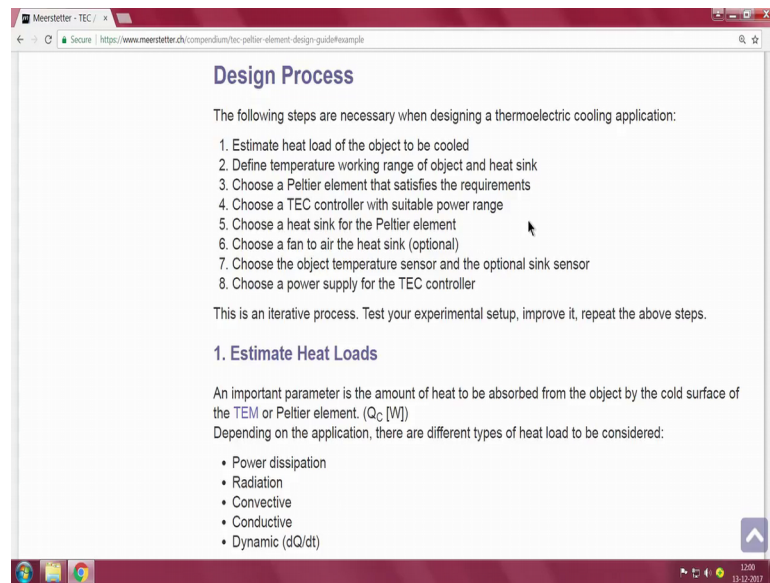 Meerstetter - TEC /
Secure | https://www.meerstetter.ch/compendium/tec-peltier-element-design-guide#example
Design Process
The following steps are necessary when designing a thermoelectric cooling application:
1. Estimate heat load of the object to be cooled
2. Define temperature working range of object and heat sink
3. Choose a Peltier element that satisfies the requirements
4. Choose a TEC controller with suitable power range
5. Choose a heat sink for the Peltier element
6. Choose a fan to air the heat sink (optional)
7. Choose the object temperature sensor and the optional sink sensor
8. Choose a power supply for the TEC controller
This is an iterative process. Test your experimental setup, improve it, repeat the above steps.
1. Estimate Heat Loads
An important parameter is the amount of heat to be absorbed from the object by the cold surface of
the TEM or Peltier element. (QC [W])
Depending on the application, there are different types of heat load to be considered:
• Power dissipation
• Radiation
• Convective
• Conductive
• Dynamic (dQ/dt)
12:00
13-12-2017